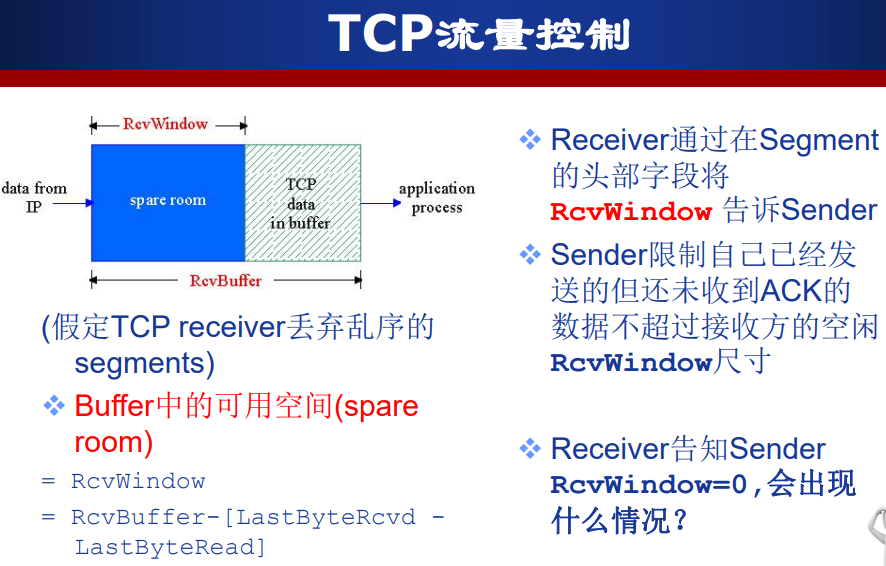 TCP流量控制
RcvWindow
data from
IP
spare room
TCP
data
in buffer
application
process
RcvBuffer
(假定TCP receiver丢弃乱序的
segments)
Buffer中的可用空间(spare
room)
= RcvWindow
= RcvBuffer-[LastByteRcvd -
LastByteRead]
Receiver通过在Segment
的头部字段将
RcvWindow 告诉Sender
Sender限制自己已经发
送的但还未收到ACK的
数据不超过接收方的空闲
RcvWindow尺寸
Receiver告知Sender
RcvWindow=0,会出现
什么情况?